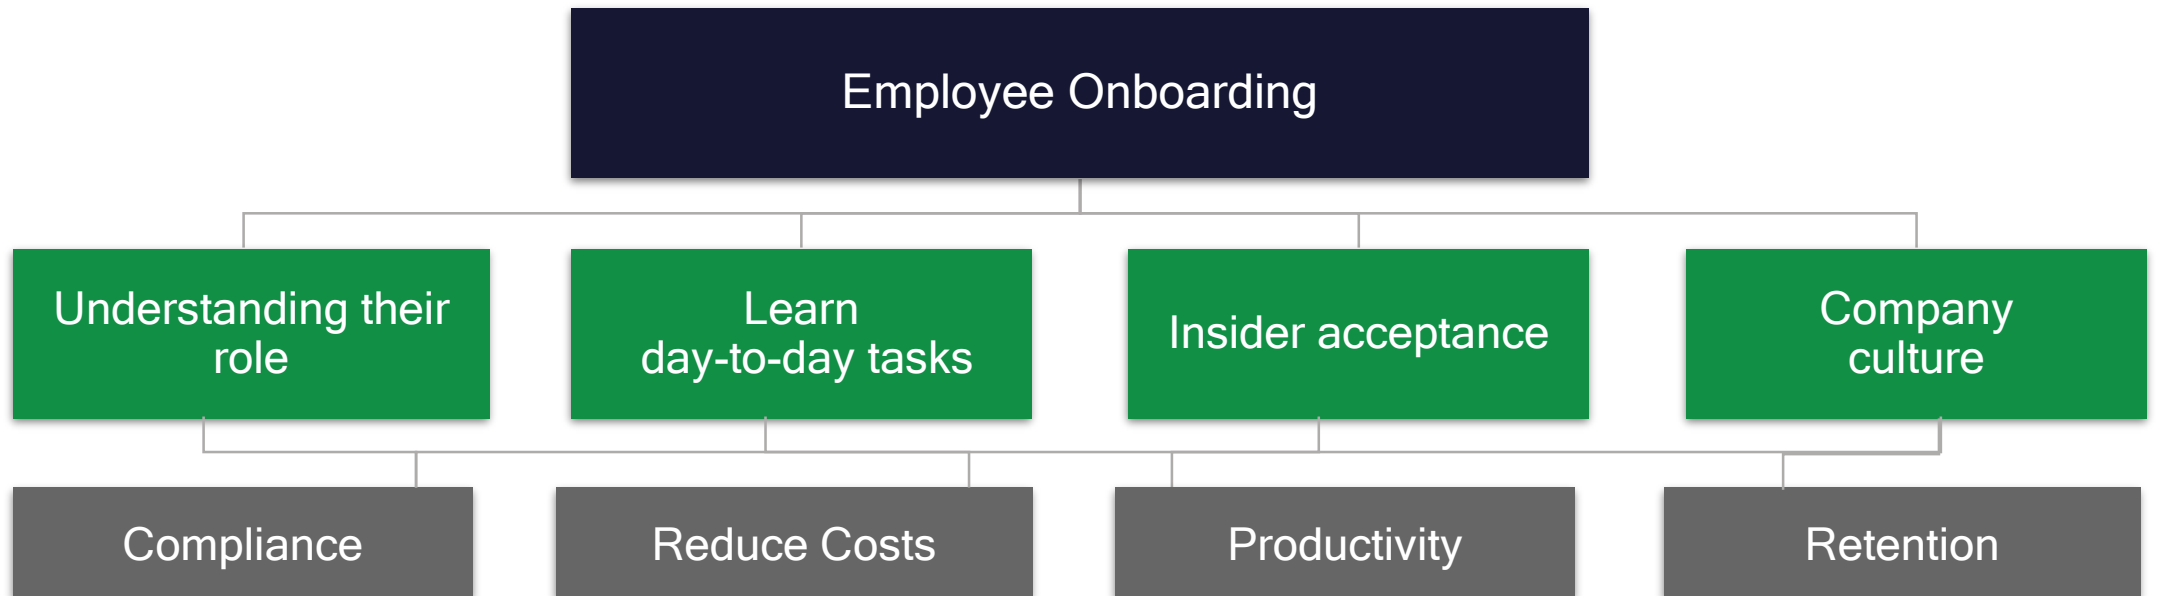 Employee Onboarding
Understanding their
role
Learn
day-to-day tasks
Insider acceptance
Company
culture
Compliance
Reduce Costs
Productivity
Retention